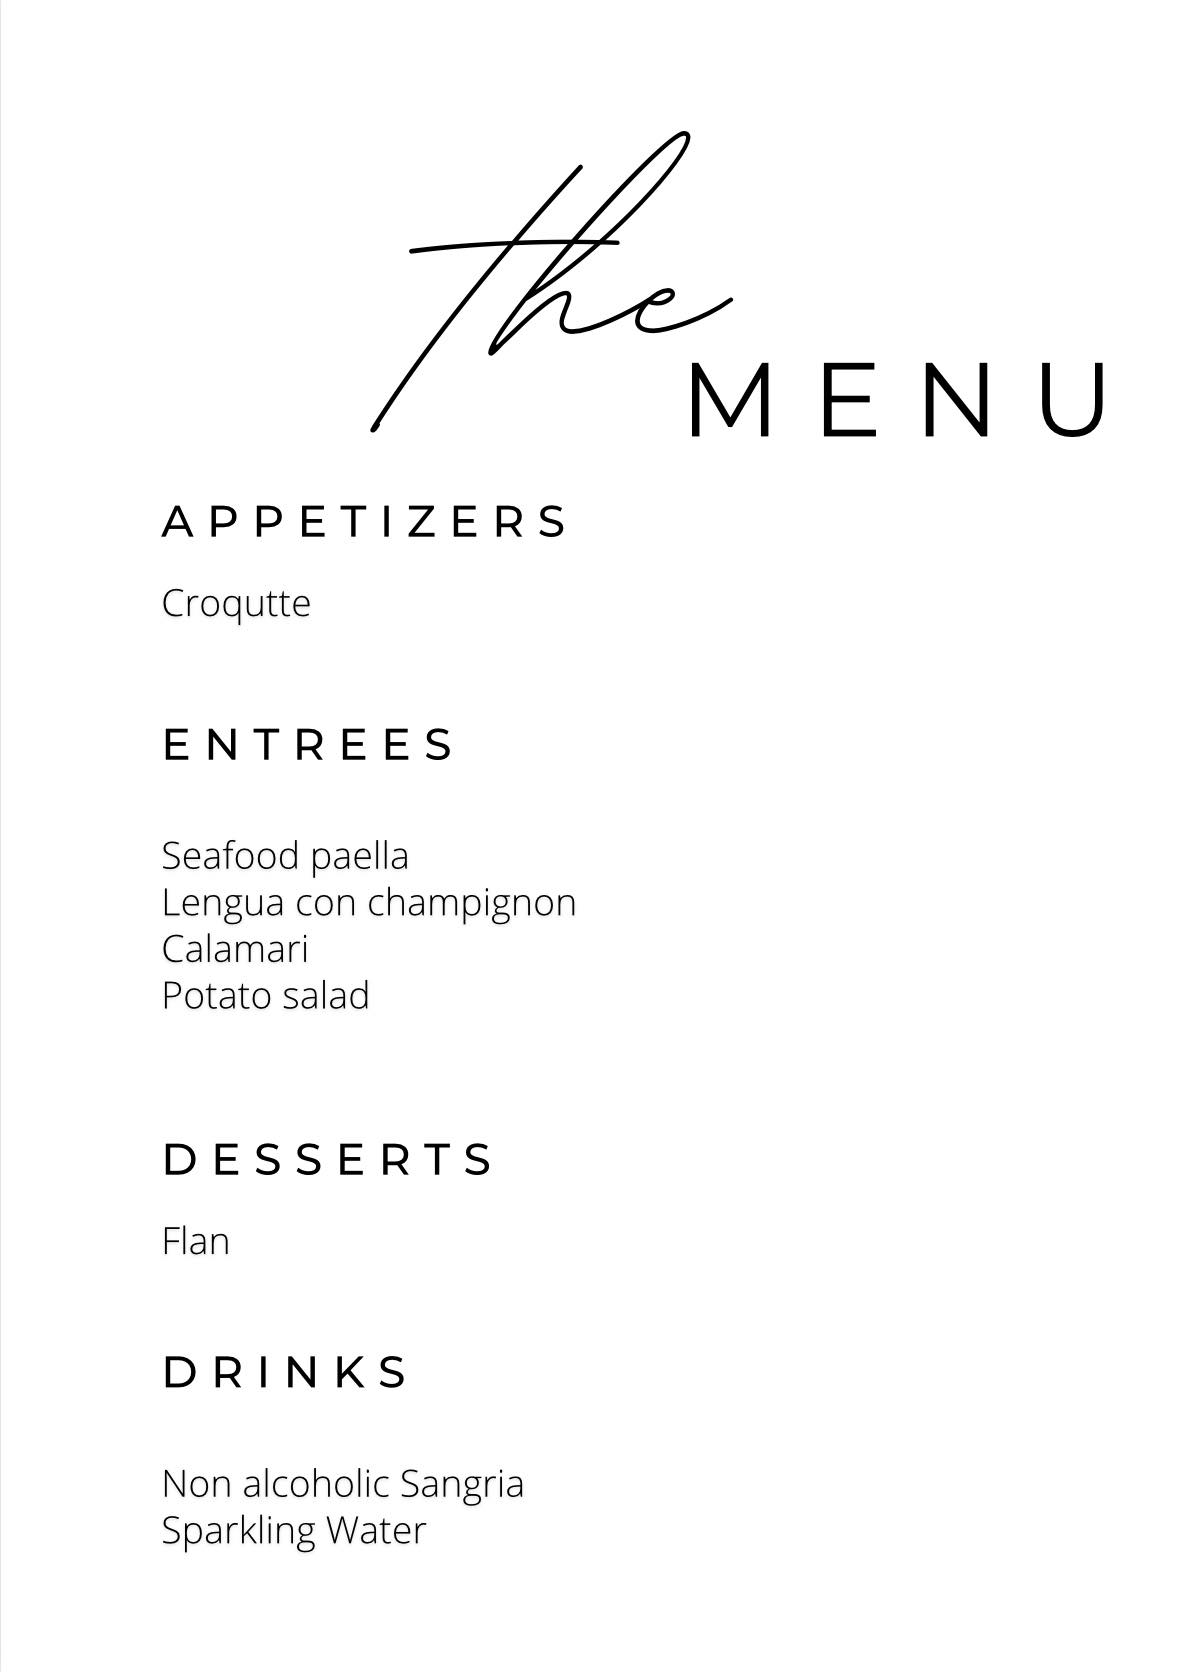 the
MENU
APPETIZERS
Croqutte
ENTREES
Seafood paella
Lengua con champignon
Calamari
Potato salad
DESSERTS
Flan
DRINKS
Non alcoholic Sangria
Sparkling Water